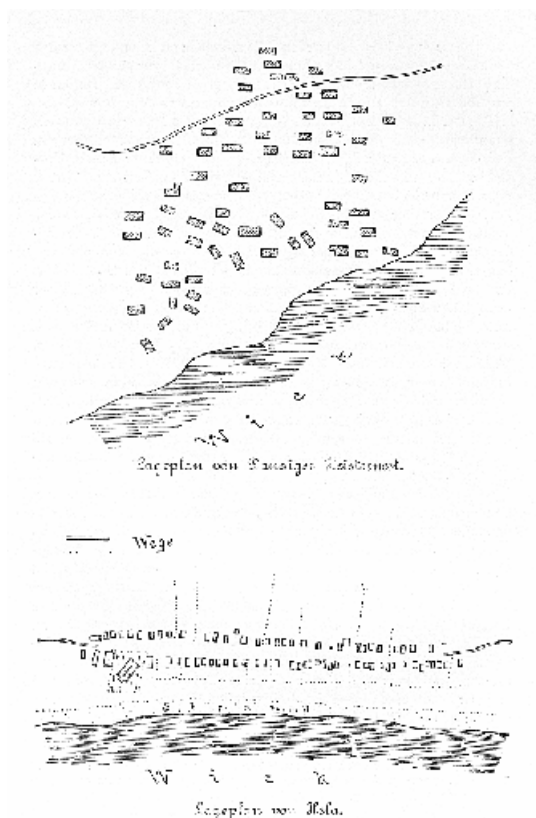 W i e k
Lageplan von Danziger Heisternest.
Wege
W i e k
Lageplan von Hela.